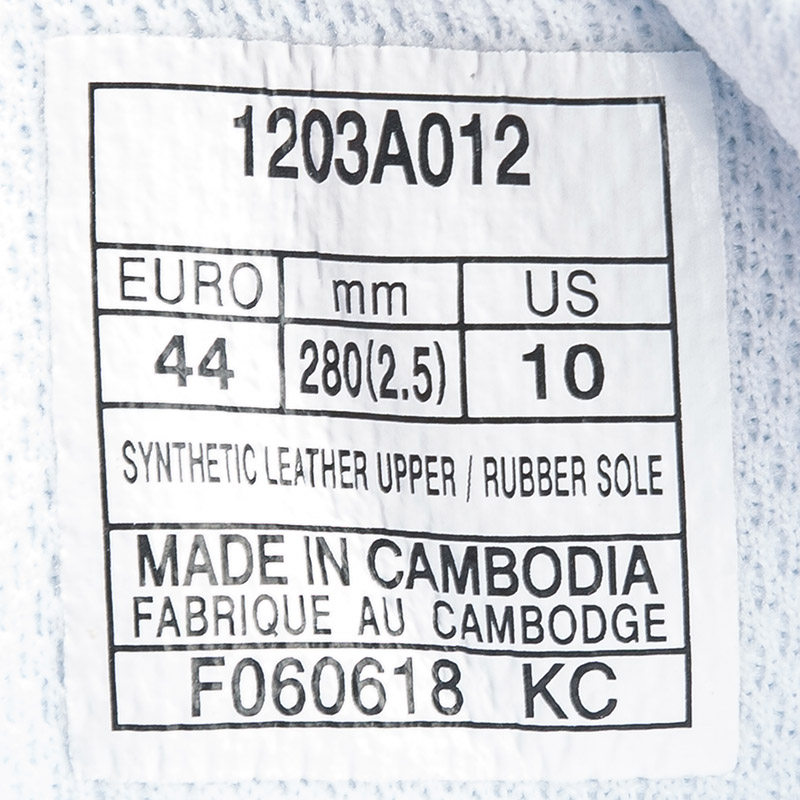 1203A012
EURO mm US
44 280(2.5) 10
SYNTHETIC LEATHER UPPER / RUBBER SOLE
MADE IN CAMBODIA
FABRIQUE AU CAMBODGE
F060618 KC